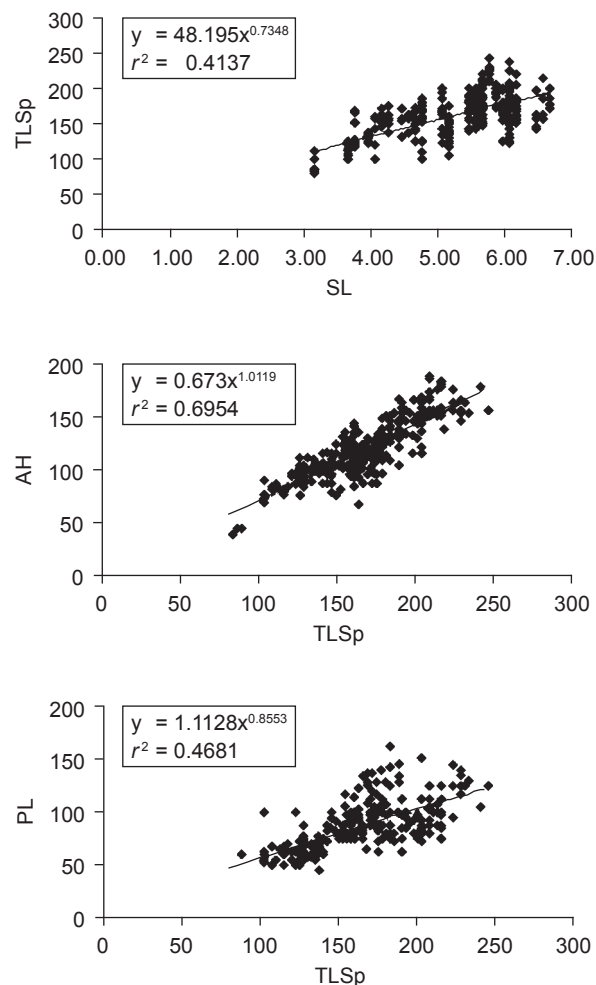 300
250
200
150
100
50
0
TLSp
y = 48.195x^0.7348
r² = 0.4137
0.00 1.00 2.00 3.00 4.00 5.00 6.00 7.00
SL
200
150
100
50
0
AH
y = 0.673x^1.0119
r² = 0.6954
0 50 100 150 200 250 300
TLSp
200
150
100
50
0
PL
y = 1.1128x^0.8553
r² = 0.4681
0 50 100 150 200 250 300
TLSp